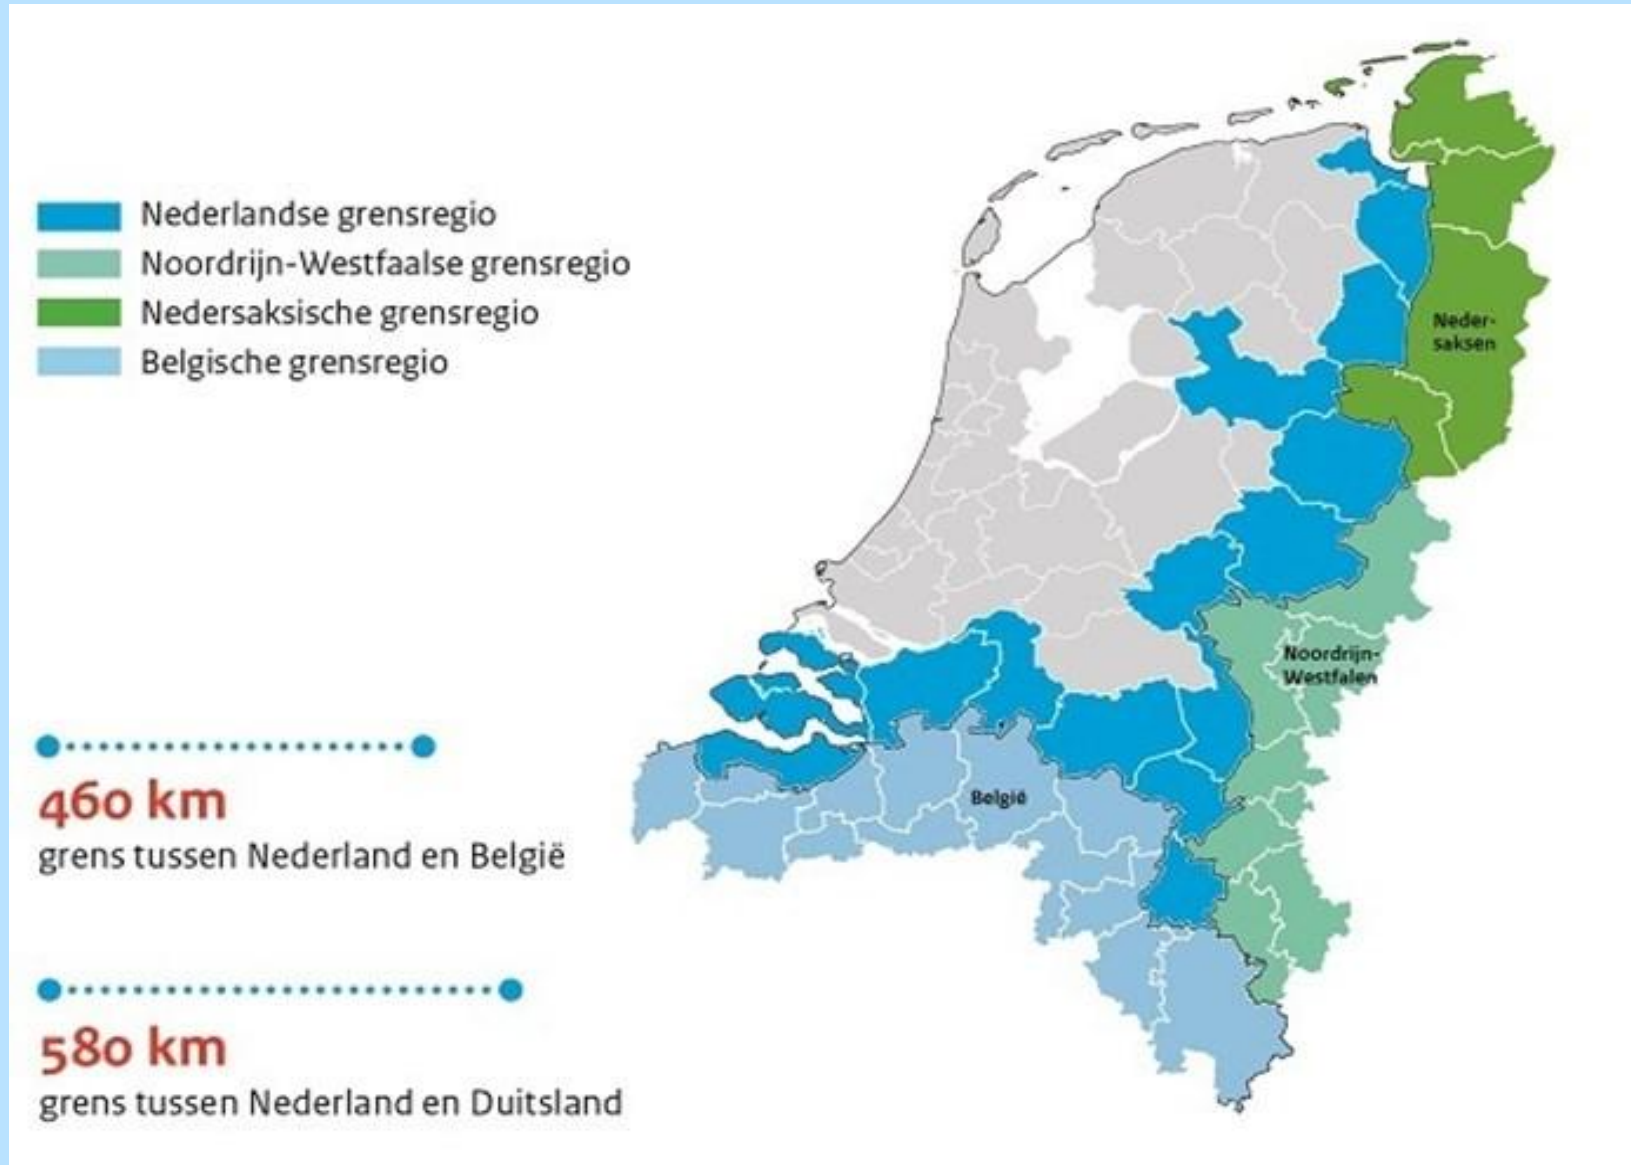 Nederlandse grensregio
Noordrijn-Westfaalse grensregio
Nedersaksische grensregio
Belgische grensregio
460 km
grens tussen Nederland en België
580 km
grens tussen Nederland en Duitsland
Neder-
saksen
Noordrijn-
Westfalen
België